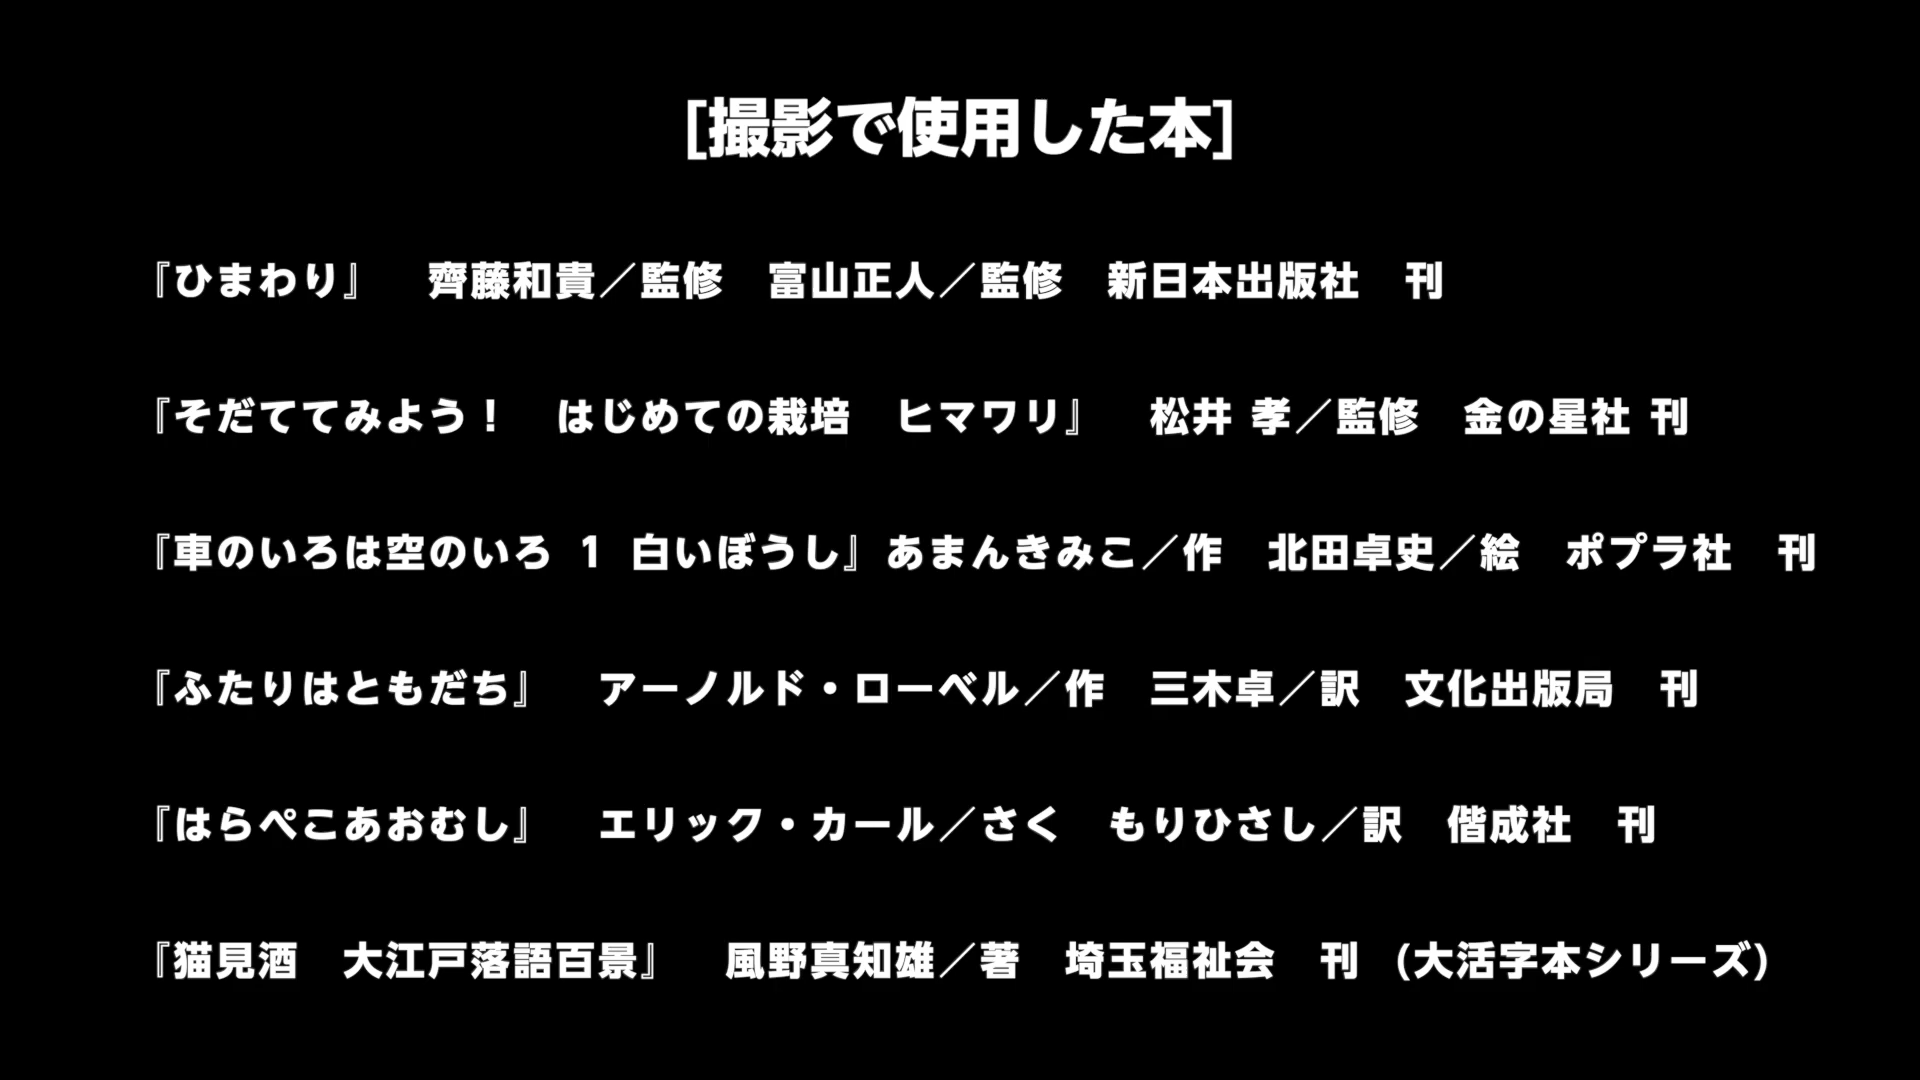 [撮影で使用した本]
『ひまわり』　齊藤和貴／監修　富山正人／監修　新日本出版社　刊
『そだててみよう！　はじめての栽培　ヒマワリ』　松井 孝／監修　金の星社 刊
『車のいろは空のいろ 1 白いぼうし』あまんきみこ／作　北田卓史／絵　ポプラ社　刊
『ふたりはともだち』　アーノルド・ローベル／作　三木卓／訳　文化出版局　刊
『はらぺこあおむし』　エリック・カール／さく　もりひさし／訳　偕成社　刊
『猫見酒　大江戸落語百景』　風野真知雄／著　埼玉福祉会　刊 (大活字本シリーズ)